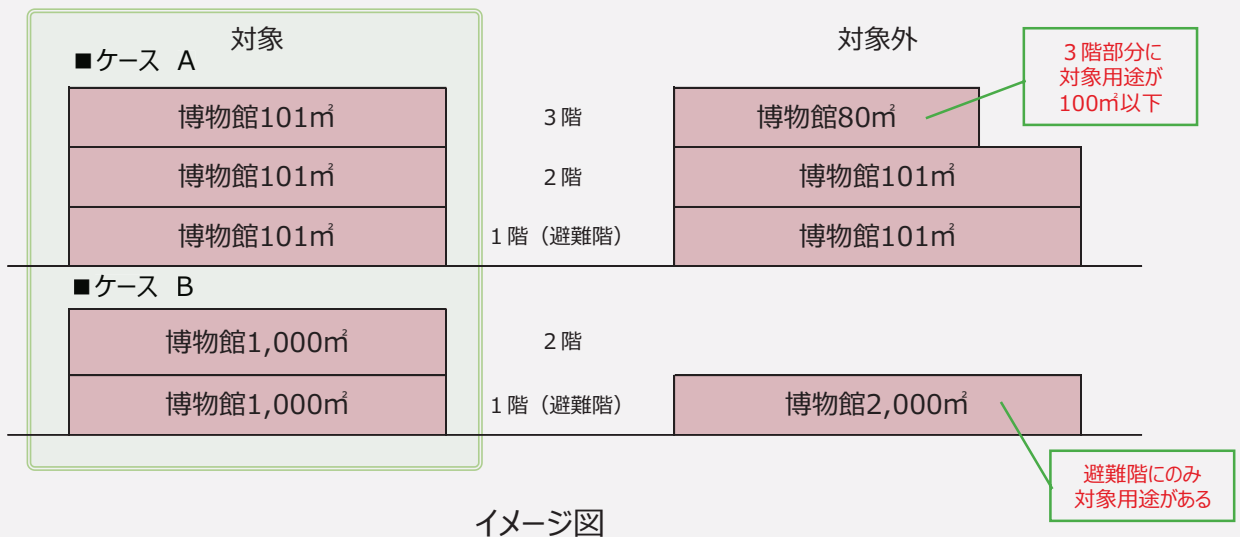 対象
対象外
■ケース A
3階部分に
対象用途が
100㎡以下
博物館101㎡
3階
博物館80㎡
博物館101㎡
2階
博物館101㎡
博物館101㎡
1階（避難階）
博物館101㎡
■ケース B
博物館1,000㎡
2階
博物館1,000㎡
1階（避難階）
博物館2,000㎡
避難階にのみ
対象用途がある
イメージ図